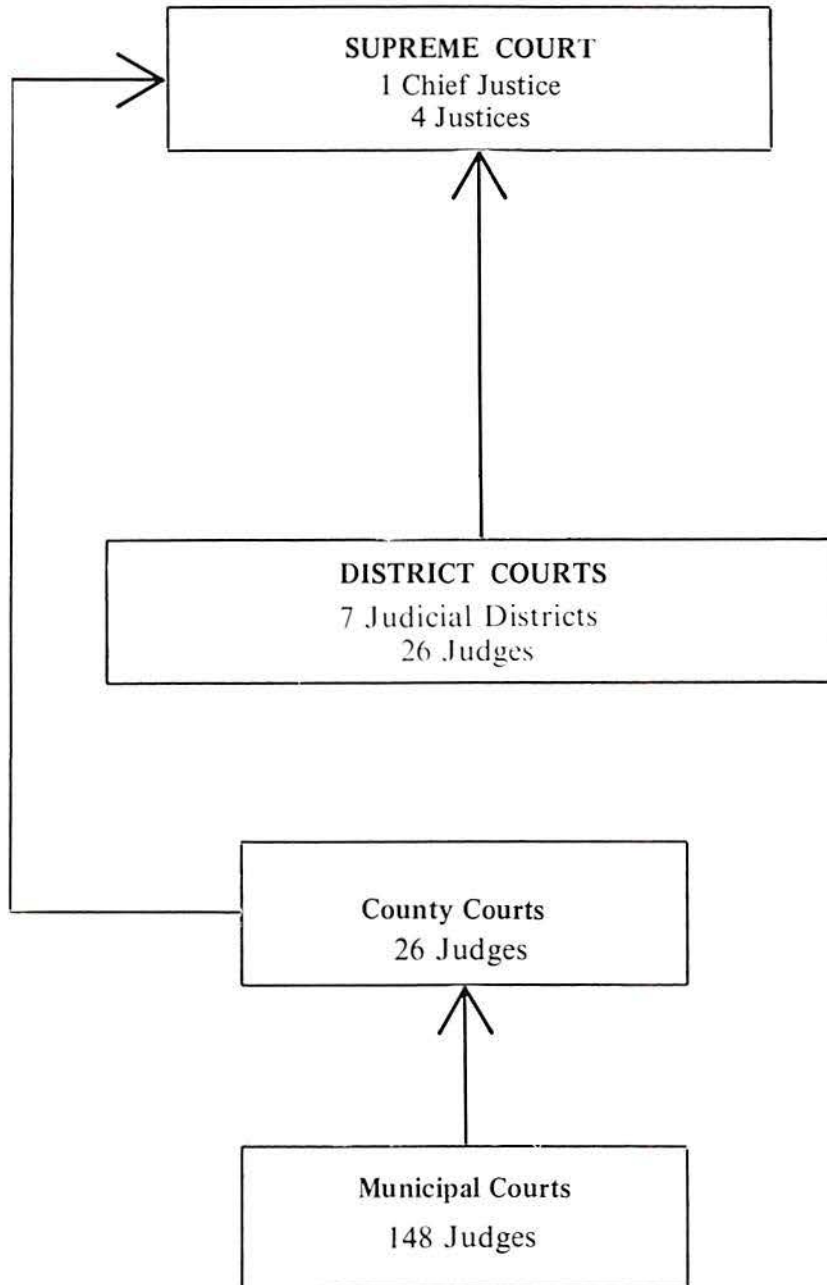 SUPREME COURT
1 Chief Justice
4 Justices
DISTRICT COURTS
7 Judicial Districts
26 Judges
County Courts
26 Judges
Municipal Courts
148 Judges